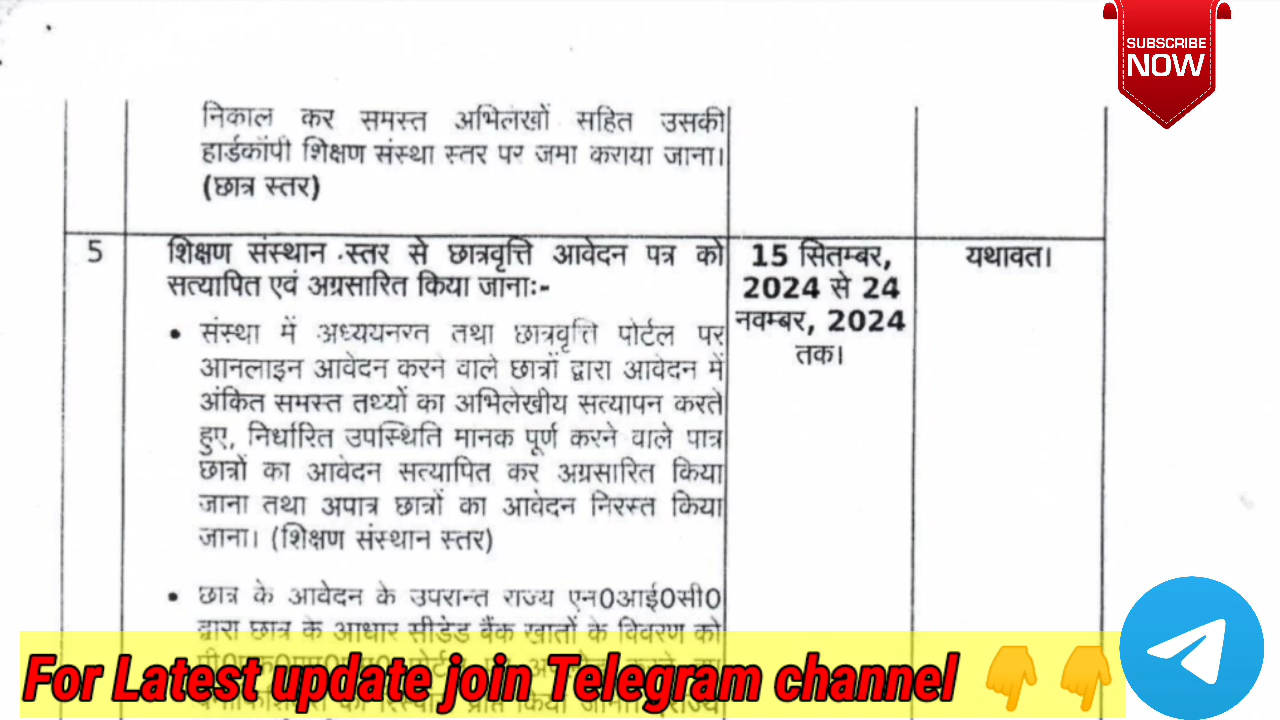 SUBSCRIBE
NOW
निकाल कर समस्त अभिलेखों सहित उसकी
हार्डकॉपी शिक्षण संस्था स्तर पर जमा कराया जाना।
(छात्र स्तर)
5
शिक्षण संस्थान स्तर से छात्रवृत्ति आवेदन पत्र को
सत्यापित एवं अग्रसारित किया जानाः-
15 सितम्बर,
2024 से 24
नवम्बर, 2024
तक।
यथावत।
• संस्था में अध्ययनरत तथा छात्रवृत्ति पोर्टल पर
आनलाइन आवेदन करने वाले छात्रों द्वारा आवेदन में
अंकित समस्त तथ्यों का अभिलेखीय सत्यापन करते
हुए, निर्धारित उपस्थिति मानक पूर्ण करने वाले पात्र
छात्रों का आवेदन सत्यापित कर अग्रसारित किया
जाना तथा अपात्र छात्रों का आवेदन निरस्त किया
जाना। (शिक्षण संस्थान स्तर)
• छात्र के आवेदन के उपरान्त राज्य एन0आई0सी0
द्वारा छात्र के आधार सीडेड बैंक खातों के विवरण को
For Latest update join Telegram channel